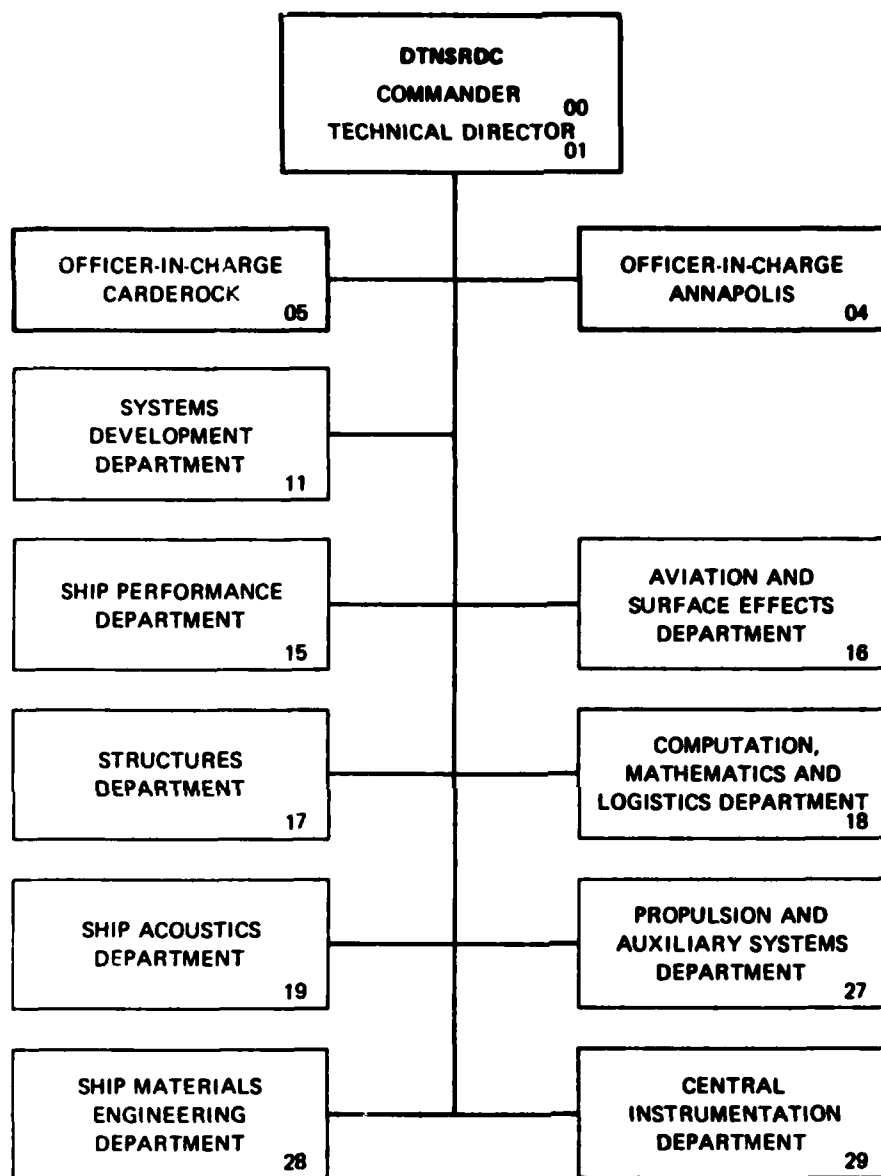 DTNSRDC
COMMANDER 00
TECHNICAL DIRECTOR 01
OFFICER-IN-CHARGE
CARDEROCK
05
OFFICER-IN-CHARGE
ANNAPOLIS
04
SYSTEMS
DEVELOPMENT
DEPARTMENT
11
SHIP PERFORMANCE
DEPARTMENT
15
AVIATION AND
SURFACE EFFECTS
DEPARTMENT
16
STRUCTURES
DEPARTMENT
17
COMPUTATION,
MATHEMATICS AND
LOGISTICS DEPARTMENT
18
SHIP ACOUSTICS
DEPARTMENT
19
PROPULSION AND
AUXILIARY SYSTEMS
DEPARTMENT
27
SHIP MATERIALS
ENGINEERING
DEPARTMENT
28
CENTRAL
INSTRUMENTATION
DEPARTMENT
29